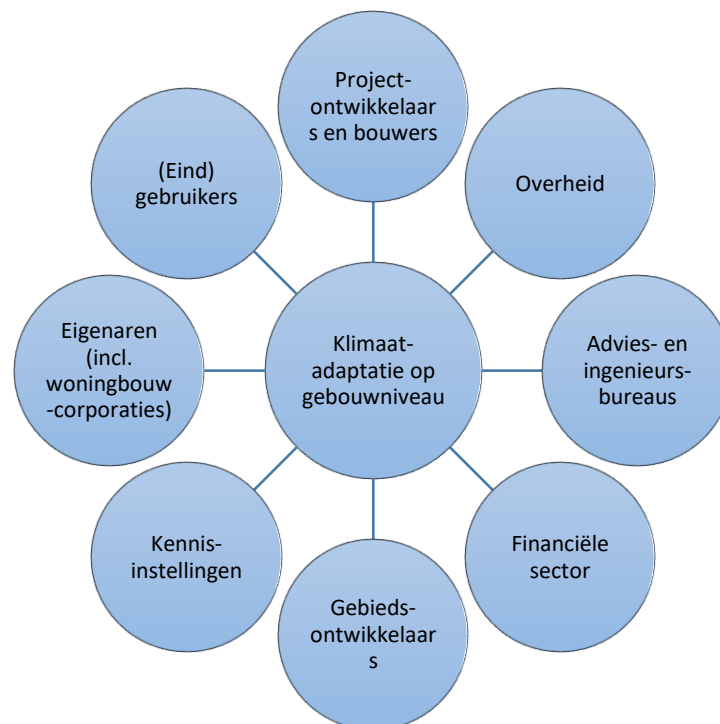 Project-
ontwikkelaar
s en bouwers
(Eind)
gebruikers
Overheid
Eigenaren
(incl.
woningbouw
-corporaties)
Klimaat-
adaptatie op
gebouwniveau
Advies- en
ingenieurs-
bureaus
Kennis-
instellingen
Financiële
sector
Gebieds-
ontwikkelaar
s